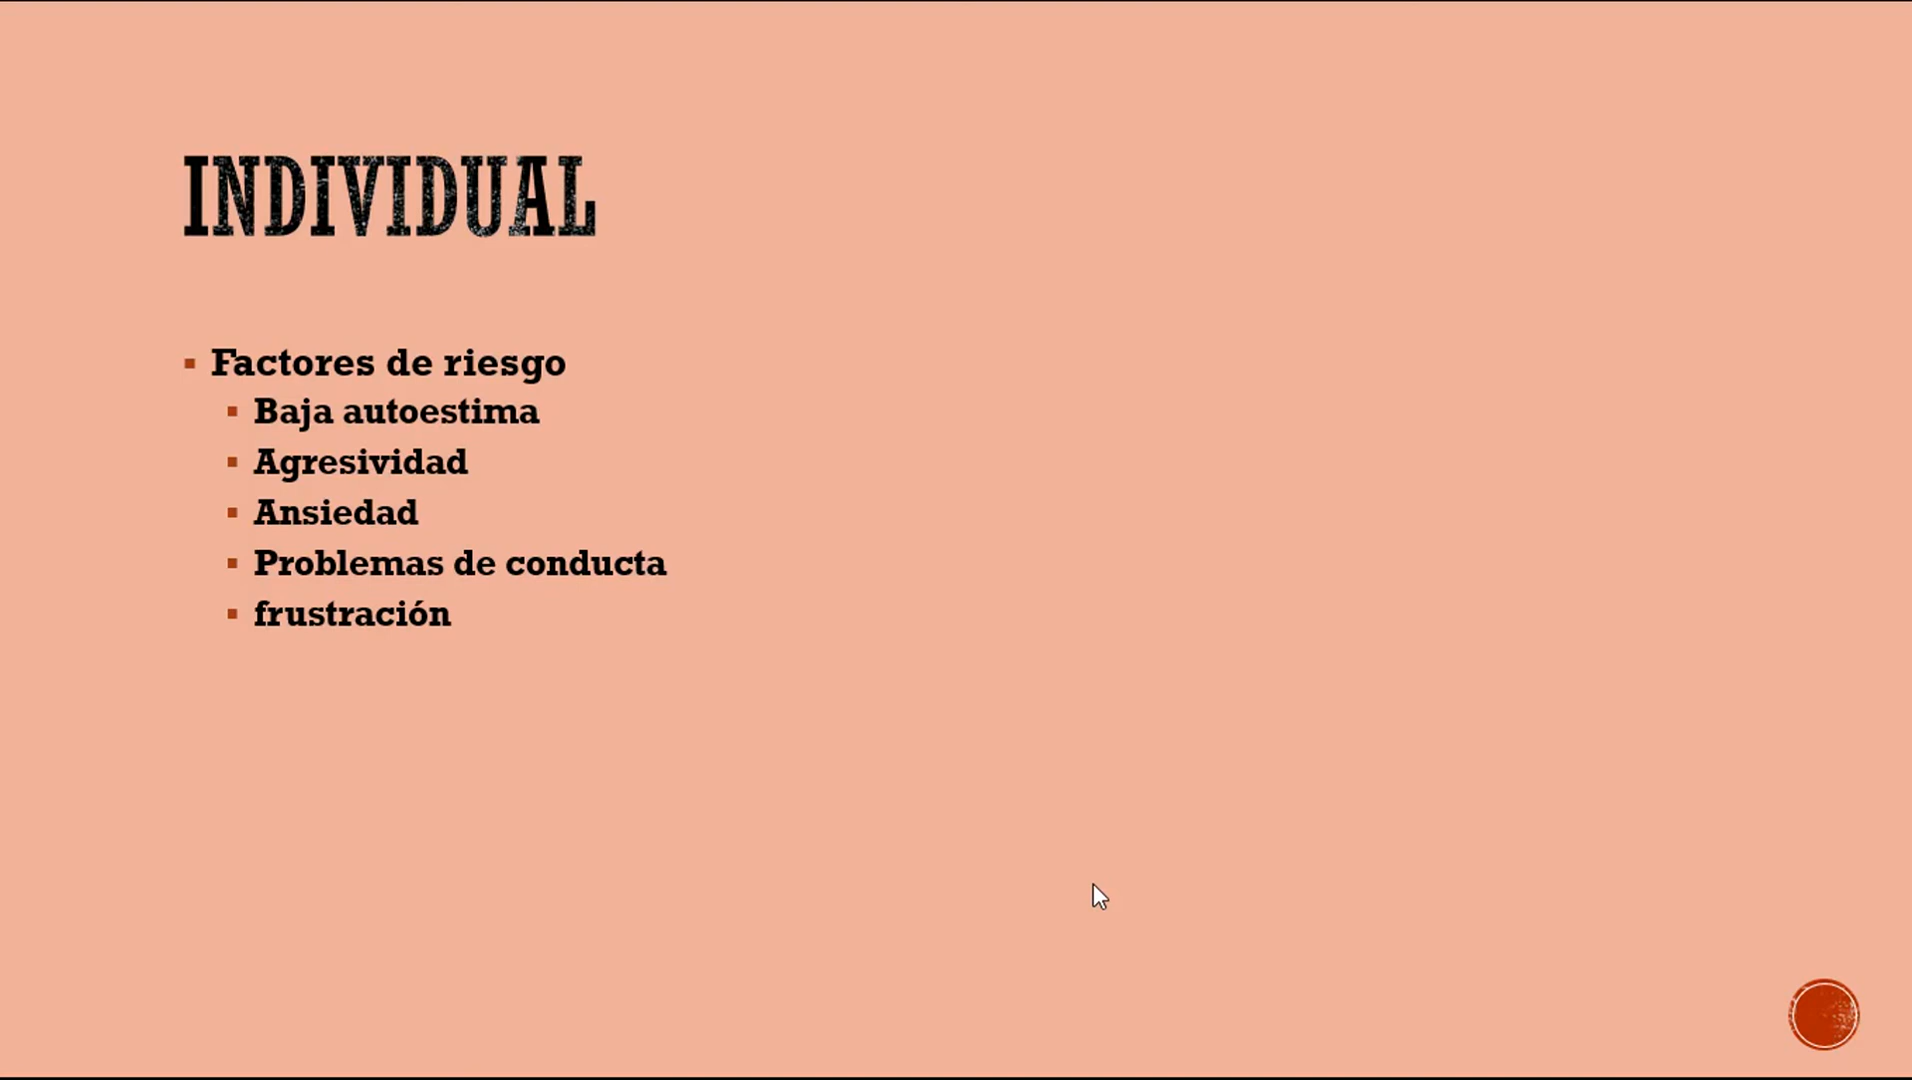 INDIVIDUAL
Factores de riesgo
Baja autoestima
Agresividad
Ansiedad
Problemas de conducta
frustración